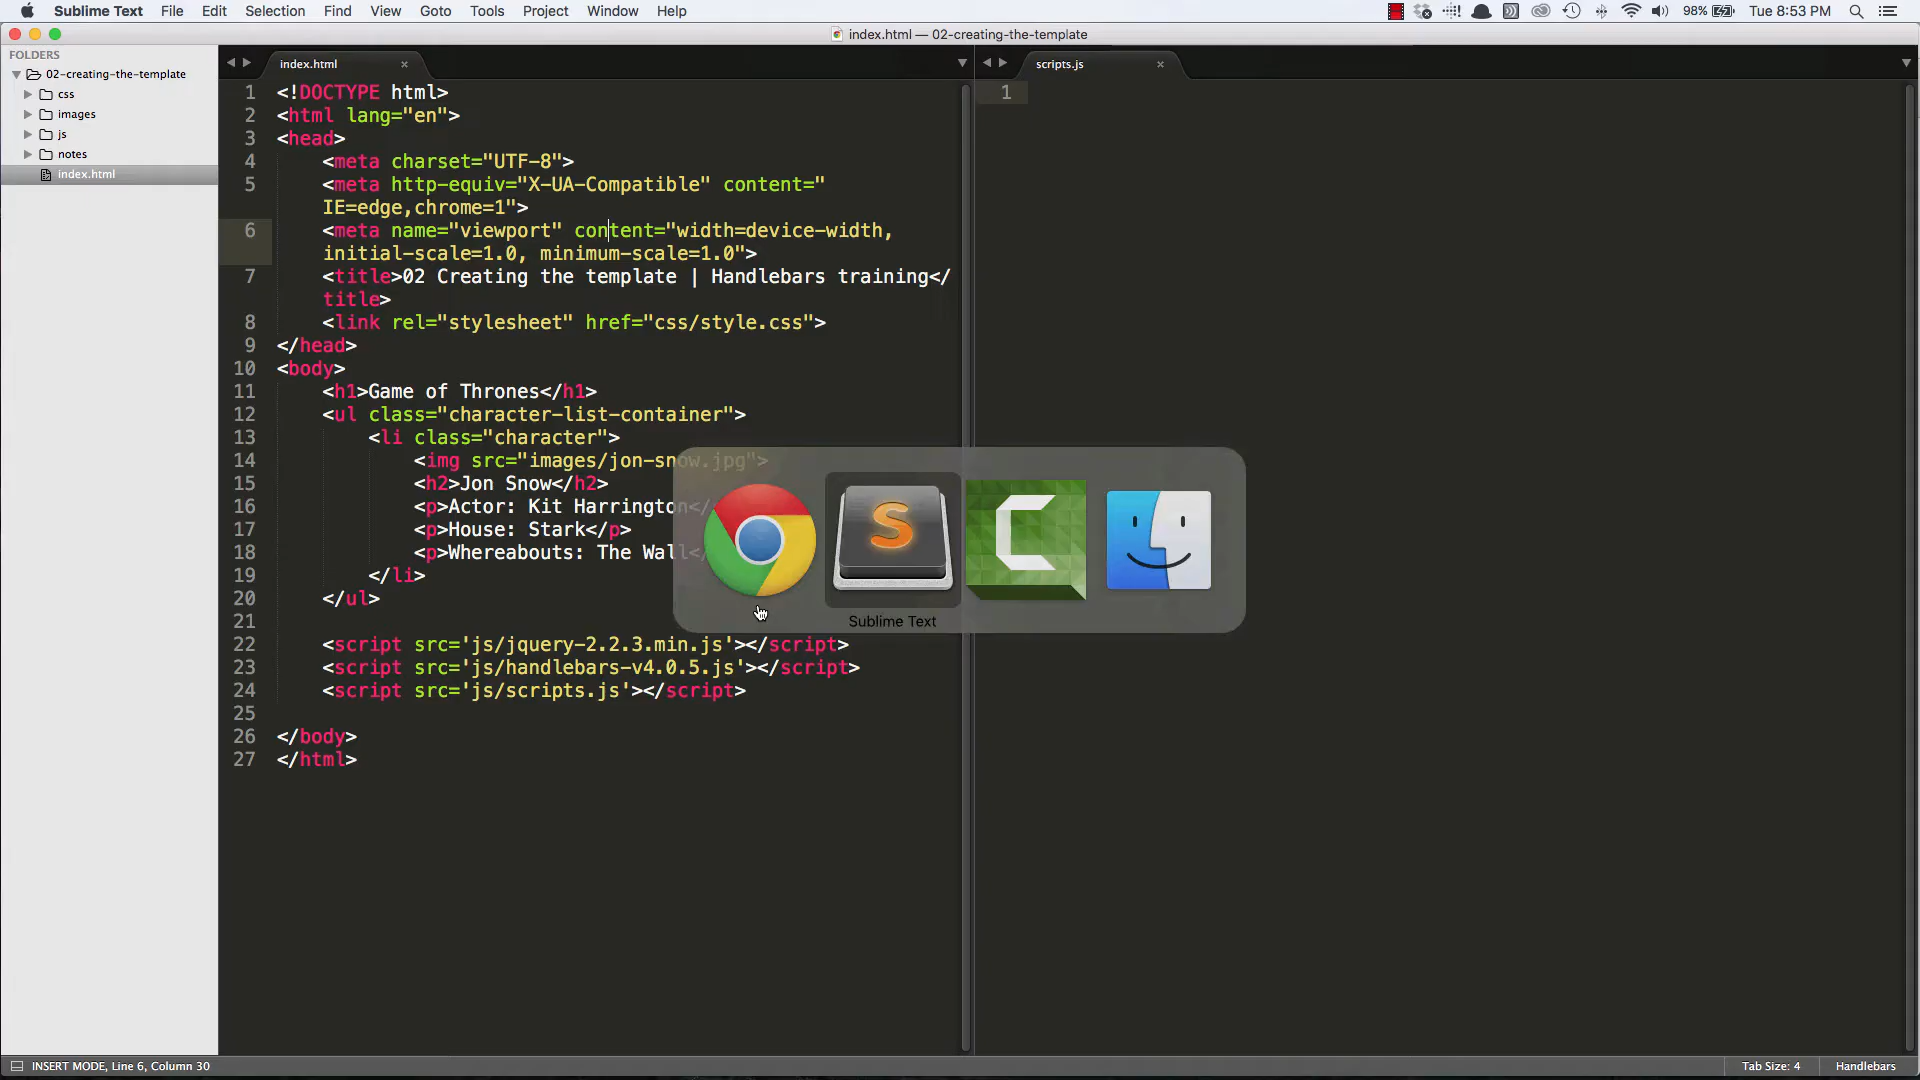 Sublime Text File Edit Selection Find View Goto Tools Project Window Help 98% Tue 8:53 PM
index.html — 02-creating-the-template
FOLDERS
02-creating-the-template
css
images
js
notes
index.html
index.html
scripts.js
1 <!DOCTYPE html>
2 <html lang="en">
3 <head>
4 <meta charset="UTF-8">
5 <meta http-equiv="X-UA-Compatible" content="
IE=edge,chrome=1">
6 <meta name="viewport" content="width=device-width,
initial-scale=1.0, minimum-scale=1.0">
7 <title>02 Creating the template | Handlebars training</
title>
8 <link rel="stylesheet" href="css/style.css">
9 </head>
10 <body>
11 <h1>Game of Thrones</h1>
12 <ul class="character-list-container">
13 <li class="character">
14 <img src="images/jon-snow.jpg">
15 <h2>Jon Snow</h2>
16 <p>Actor: Kit Harrington</
17 <p>House: Stark</p>
18 <p>Whereabouts: The Wall</
19 </li>
20 </ul>
21
22 <script src='js/jquery-2.2.3.min.js'></script>
23 <script src='js/handlebars-v4.0.5.js'></script>
24 <script src='js/scripts.js'></script>
25
26 </body>
27 </html>
1
S
C
Sublime Text
INSERT MODE, Line 6, Column 30
Tab Size: 4
Handlebars